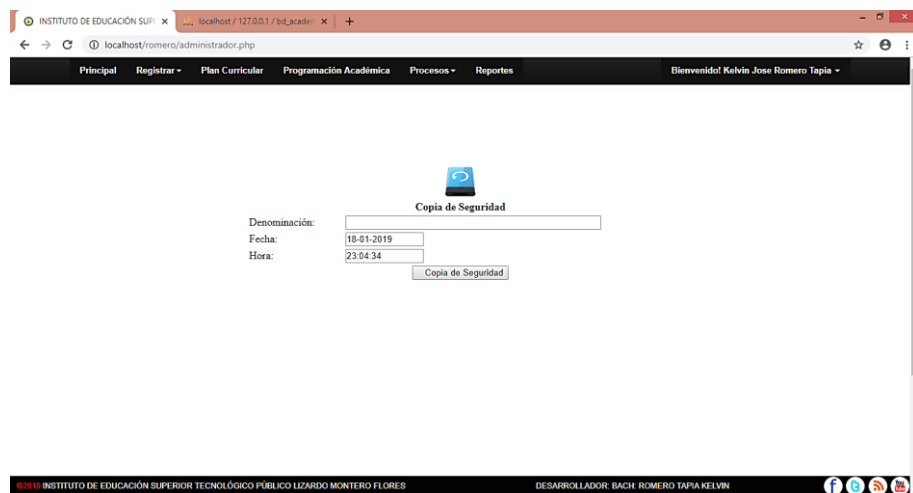 INSTITUTO DE EDUCACIÓN SUPE
localhost / 127.0.0.1 / bd_academ
localhost/romero/administrador.php
Principal Registrar Plan Curricular Programación Académica Procesos Reportes Bienvenido! Kelvin Jose Romero Tapia
Copia de Seguridad
Denominación:
Fecha: 18-01-2019
Hora: 23:04:34
Copia de Seguridad
©2019 INSTITUTO DE EDUCACIÓN SUPERIOR TECNOLÓGICO PÚBLICO LIZARDO MONTERO FLORES DESARROLLADOR: BACH: ROMERO TAPIA KELVIN